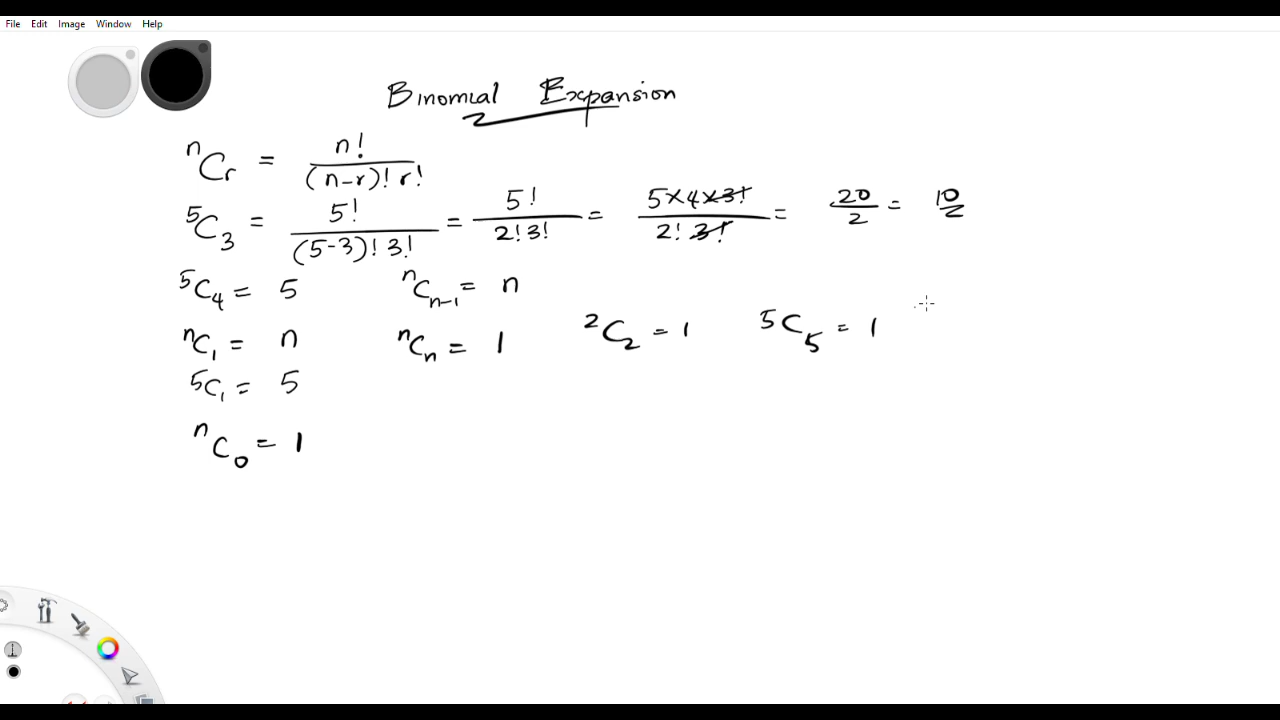 File Edit Image Window Help
Binomial Expansion
ⁿCᵣ = n!/(n-r)! r!
⁵C₃ = 5!/(5-3)! 3! = 5!/2! 3! = 5×4×3!/2! 3! = 20/2 = 10
⁵C₄ = 5 ⁿCₙ₋₁ = n
ⁿC₁ = n ⁿCₙ = 1 ²C₂ = 1 ⁵C₅ = 1
⁵C₁ = 5
ⁿC₀ = 1